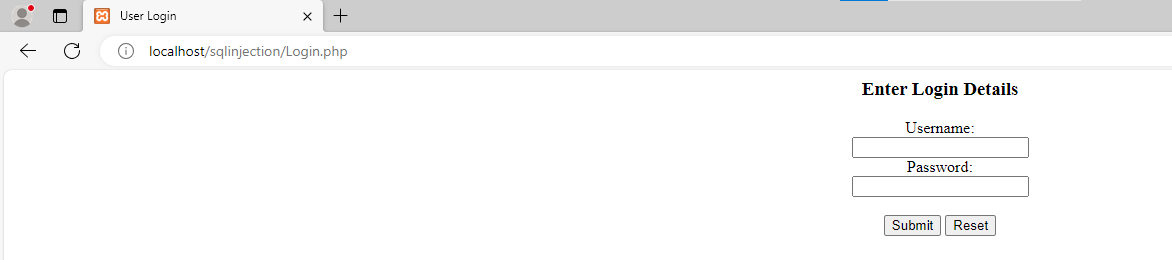 User Login
localhost/sqlinjection/Login.php
Enter Login Details
Username:
Password:
Submit Reset